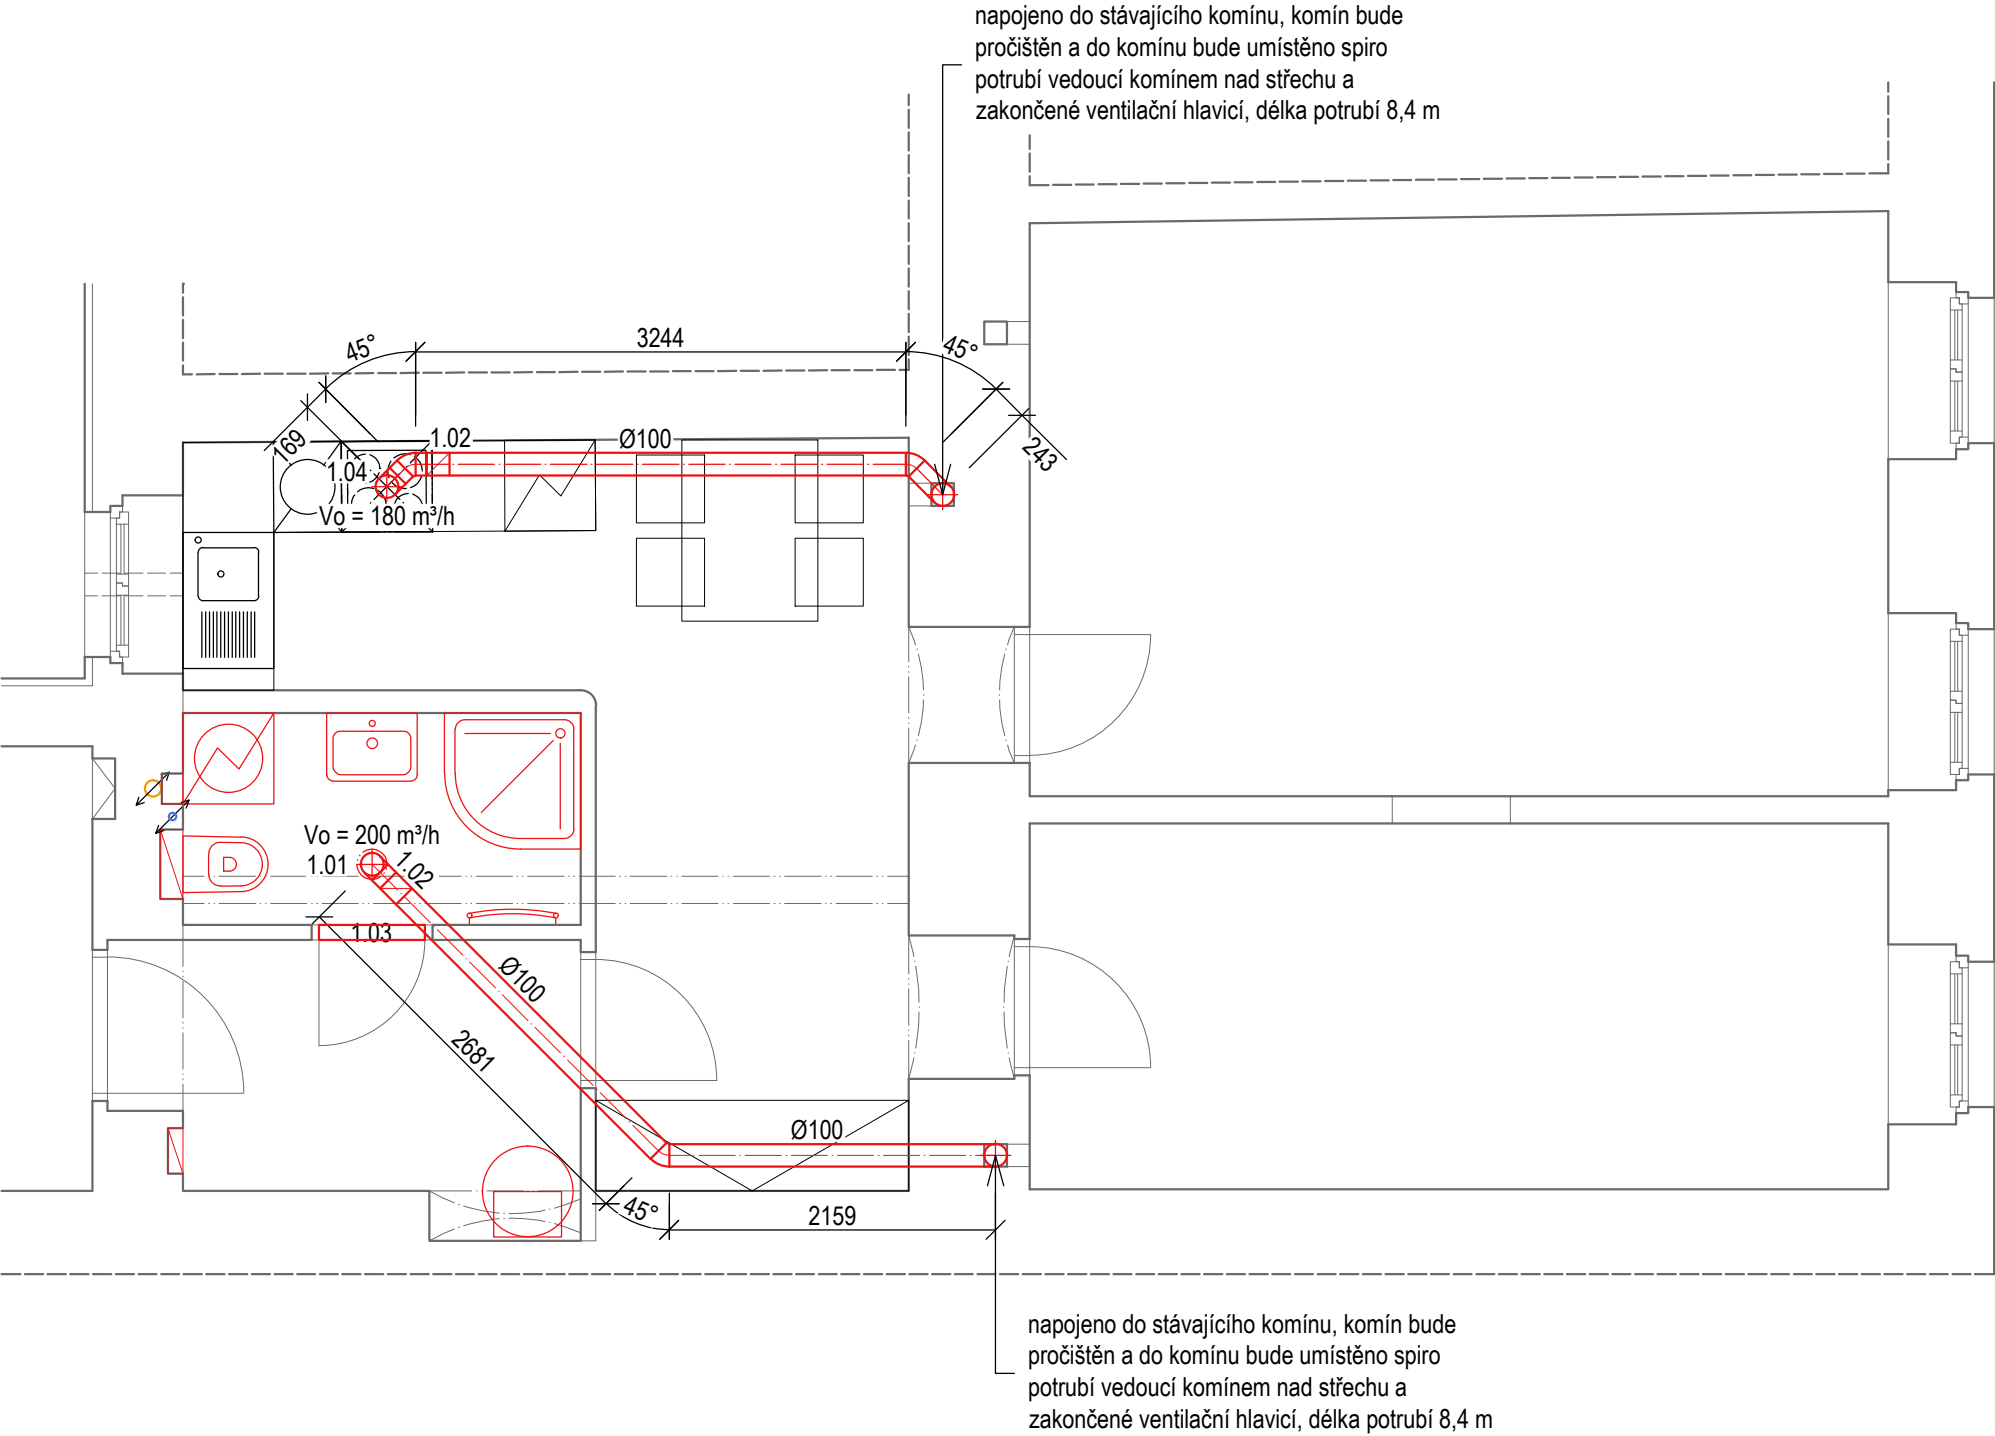 napojeno do stávajícího komínu, komín bude
pročištěn a do komínu bude umístěno spiro
potrubí vedoucí komínem nad střechu a
zakončené ventilační hlavicí, délka potrubí 8,4 m
45°
3244
45°
169
1.02
Ø100
243
1.04
Vo = 180 m³/h
Vo = 200 m³/h
1.01
1.02
1.03
Ø100
2681
Ø100
45°
2159
napojeno do stávajícího komínu, komín bude
pročištěn a do komínu bude umístěno spiro
potrubí vedoucí komínem nad střechu a
zakončené ventilační hlavicí, délka potrubí 8,4 m